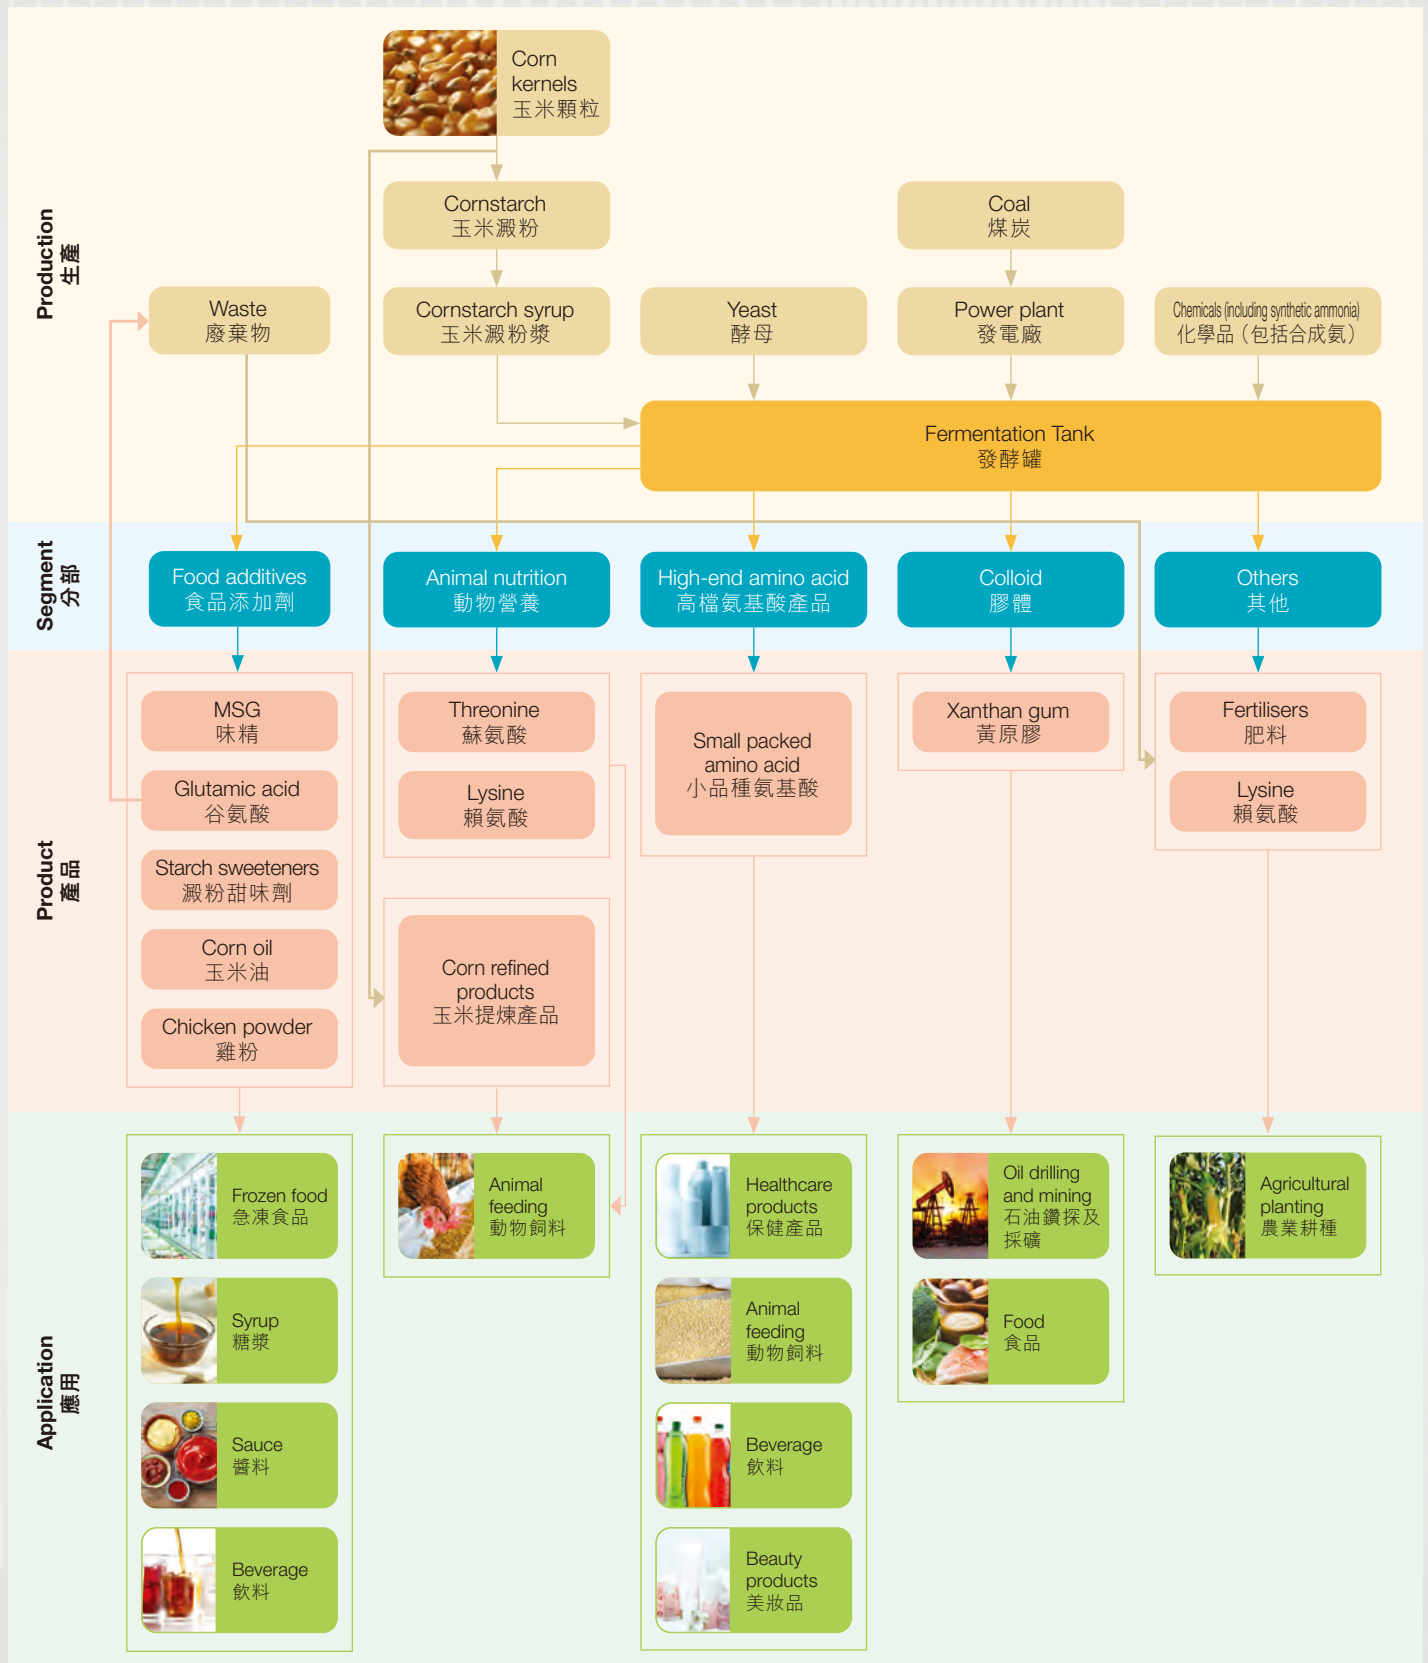 Production
生產
Corn
kernels
玉米顆粒
Cornstarch
玉米澱粉
Coal
煤炭
Waste
廢棄物
Cornstarch syrup
玉米澱粉漿
Yeast
酵母
Power plant
發電廠
Chemicals (including synthetic ammonia)
化學品（包括合成氨）
Fermentation Tank
發酵罐
Segment
分部
Food additives
食品添加劑
Animal nutrition
動物營養
High-end amino acid
高檔氨基酸產品
Colloid
膠體
Others
其他
Product
產品
MSG
味精
Glutamic acid
谷氨酸
Starch sweeteners
澱粉甜味劑
Corn oil
玉米油
Chicken powder
雞粉
Threonine
蘇氨酸
Lysine
賴氨酸
Corn refined
products
玉米提煉產品
Small packed
amino acid
小品種氨基酸
Xanthan gum
黃原膠
Fertilisers
肥料
Lysine
賴氨酸
Application
應用
Frozen food
急凍食品
Syrup
糖漿
Sauce
醬料
Beverage
飲料
Animal
feeding
動物飼料
Healthcare
products
保健產品
Animal
feeding
動物飼料
Beverage
飲料
Beauty
products
美妝品
Oil drilling
and mining
石油鑽探及
採礦
Food
食品
Agricultural
planting
農業耕種